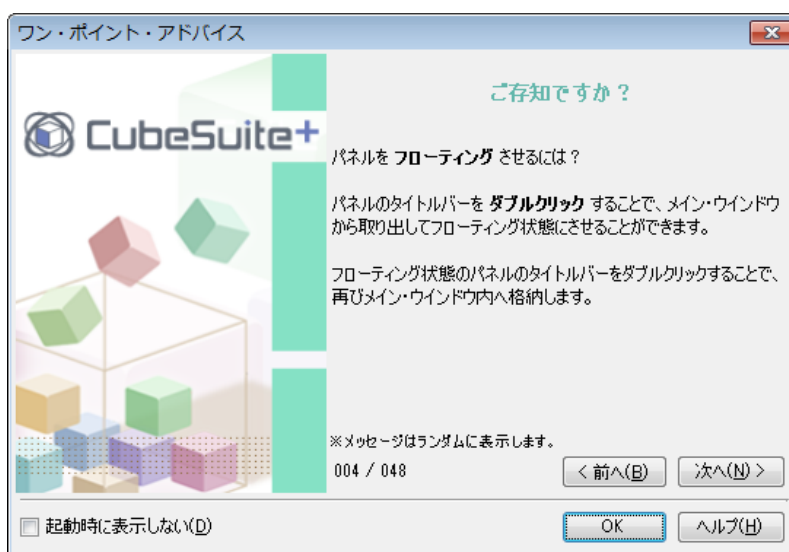 ワン・ポイント・アドバイス
CubeSuite+
ご存知ですか？
パネルを フローティング させるには？
パネルのタイトルバーを ダブルクリック することで、メイン・ウインドウ
から取り出してフローティング状態にさせることができます。
フローティング状態のパネルのタイトルバーをダブルクリックすることで、
再びメイン・ウインドウ内へ格納します。
※メッセージはランダムに表示します。
004 / 048
< 前へ(B)
次へ(N) >
起動時に表示しない(D)
OK
ヘルプ(H)